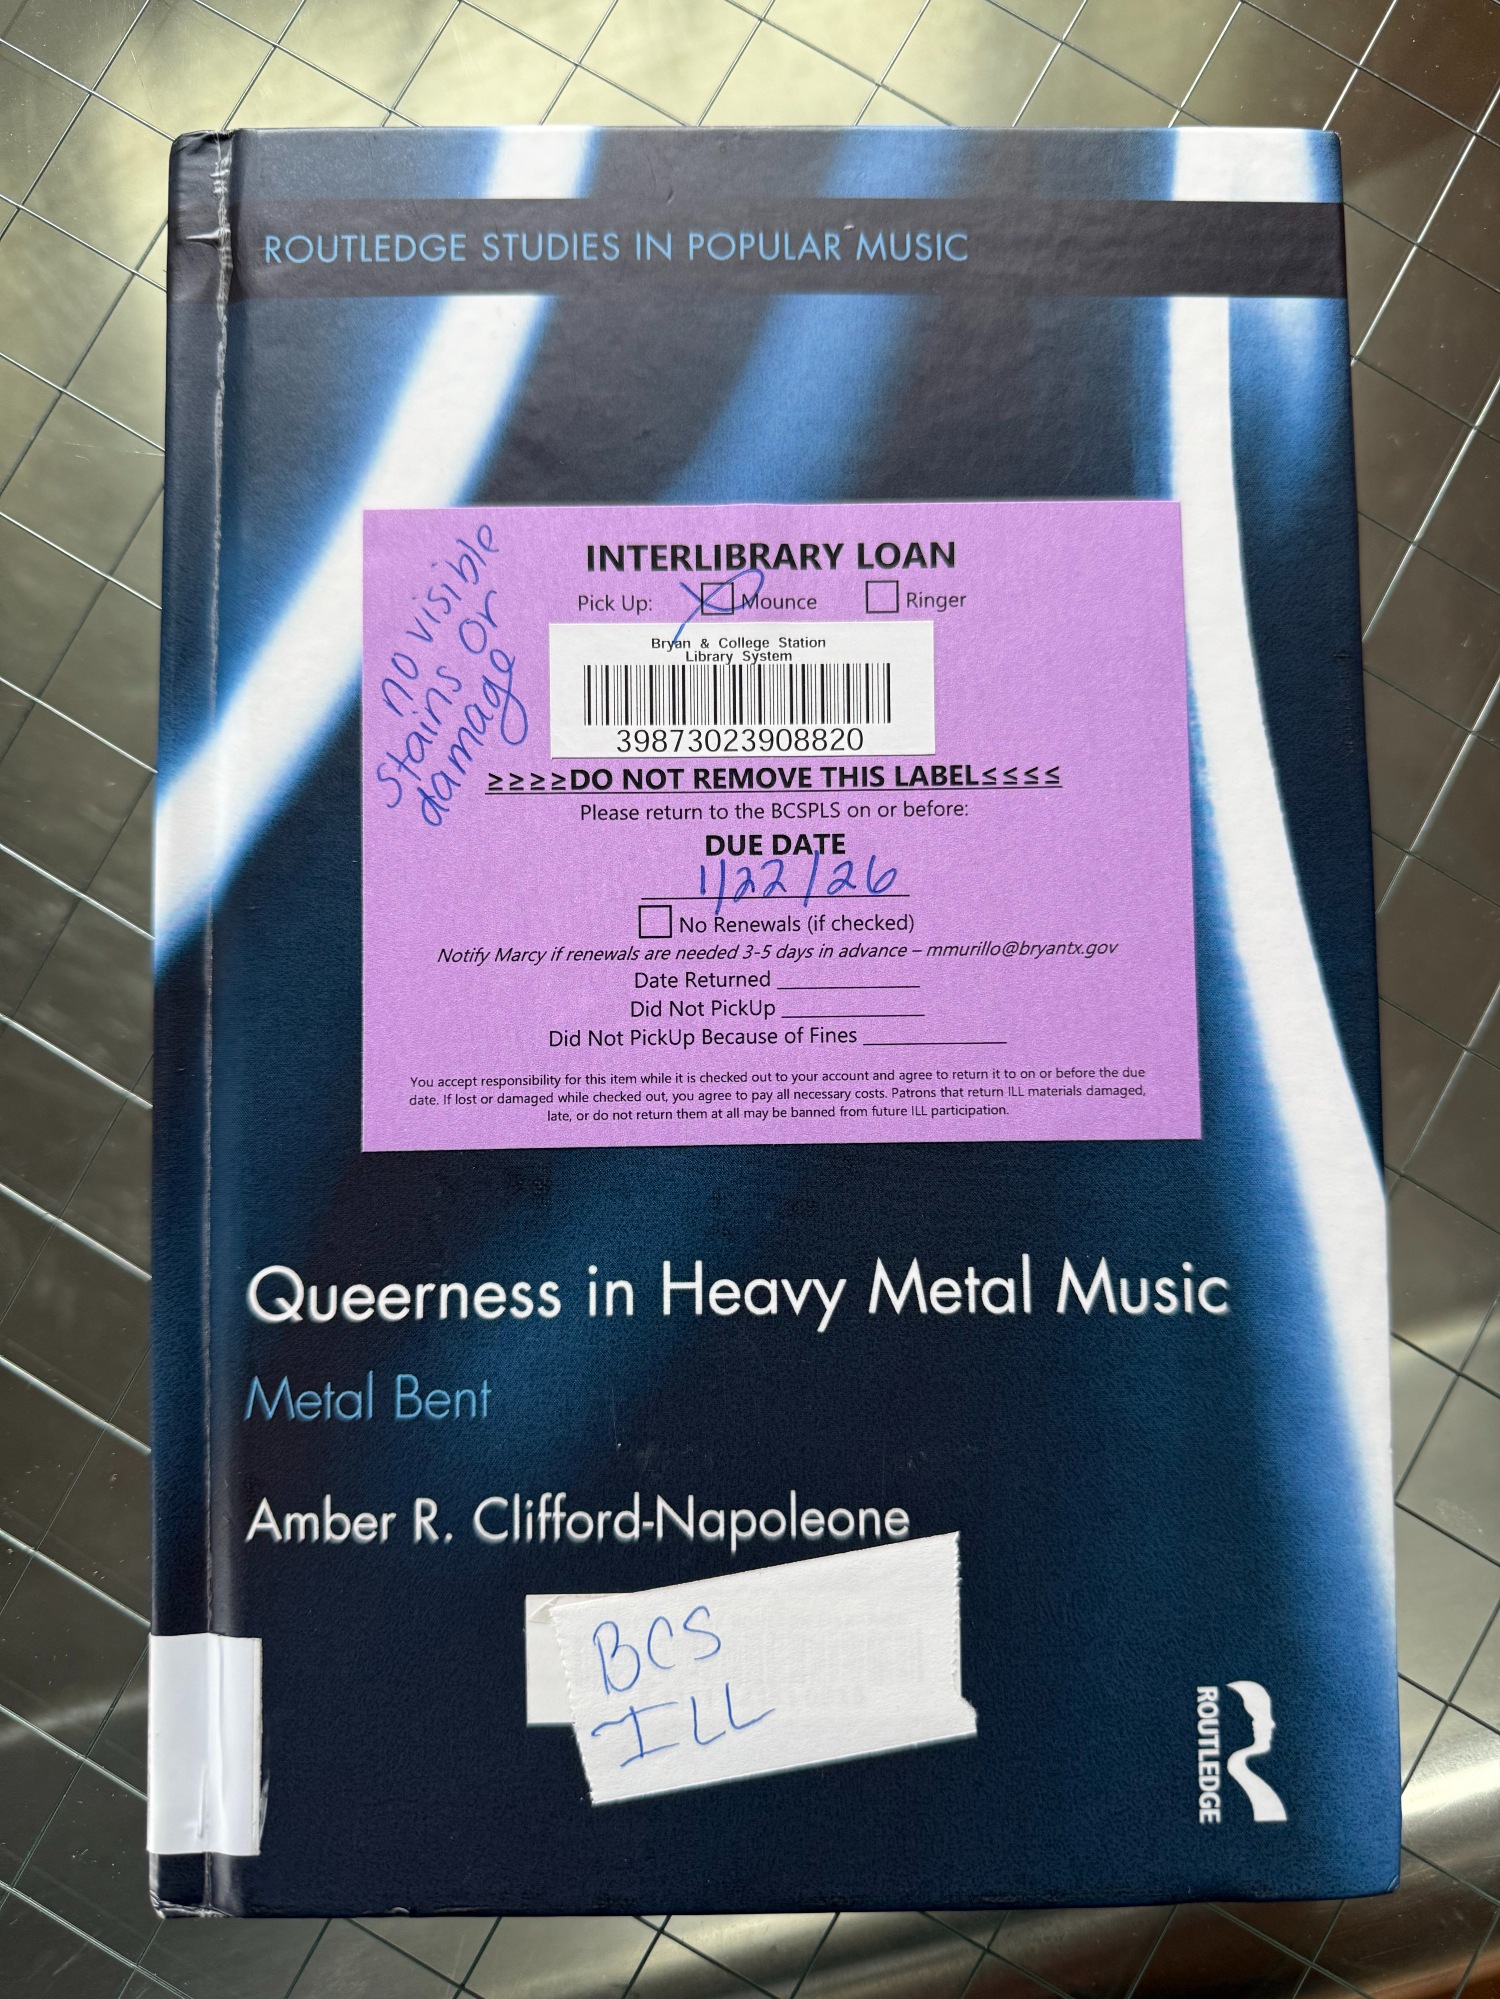 ROUTLEDGE STUDIES IN POPULAR MUSIC
no visible
stains or
damage
INTERLIBRARY LOAN
Pick Up: Mounce Ringer
Bryan & College Station
Library System
39873023908820
≥≥≥≥DO NOT REMOVE THIS LABEL≤≤≤≤
Please return to the BCSPLS on or before:
DUE DATE
1/22/26
No Renewals (if checked)
Notify Marcy if renewals are needed 3-5 days in advance – mmurillo@bryantx.gov
Date Returned
Did Not PickUp
Did Not PickUp Because of Fines
You accept responsibility for this item while it is checked out to your account and agree to return it to on or before the due
date. If lost or damaged while checked out, you agree to pay all necessary costs. Patrons that return ILL materials damaged,
late, or do not return them at all may be banned from future ILL participation.
Queerness in Heavy Metal Music
Metal Bent
Amber R. Clifford-Napoleone
BCS
ILL
ROUTLEDGE